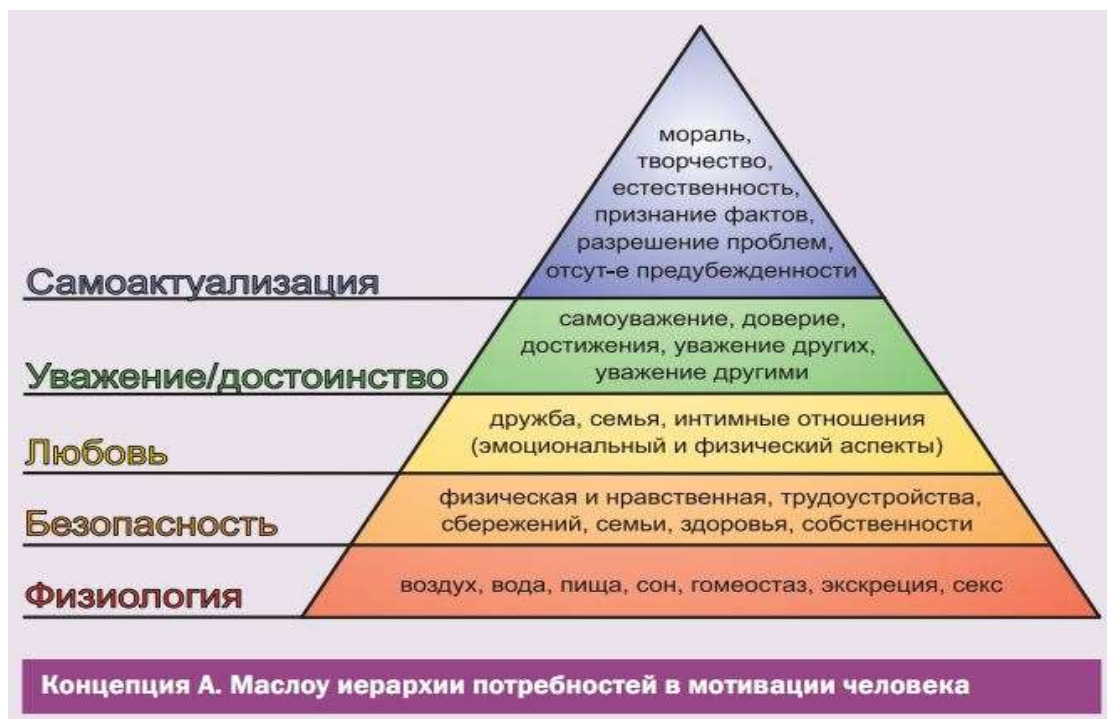 мораль,
творчество,
естественность,
признание фактов,
разрешение проблем,
отсут-е предубежденности
Самоактуализация
самоуважение, доверие,
достижения, уважение других,
уважение другими
Уважение/достоинство
дружба, семья, интимные отношения
(эмоциональный и физический аспекты)
Любовь
физическая и нравственная, трудоустройства,
сбережений, семьи, здоровья, собственности
Безопасность
воздух, вода, пища, сон, гомеостаз, экскреция, секс
Физиология
Концепция А. Маслоу иерархии потребностей в мотивации человека